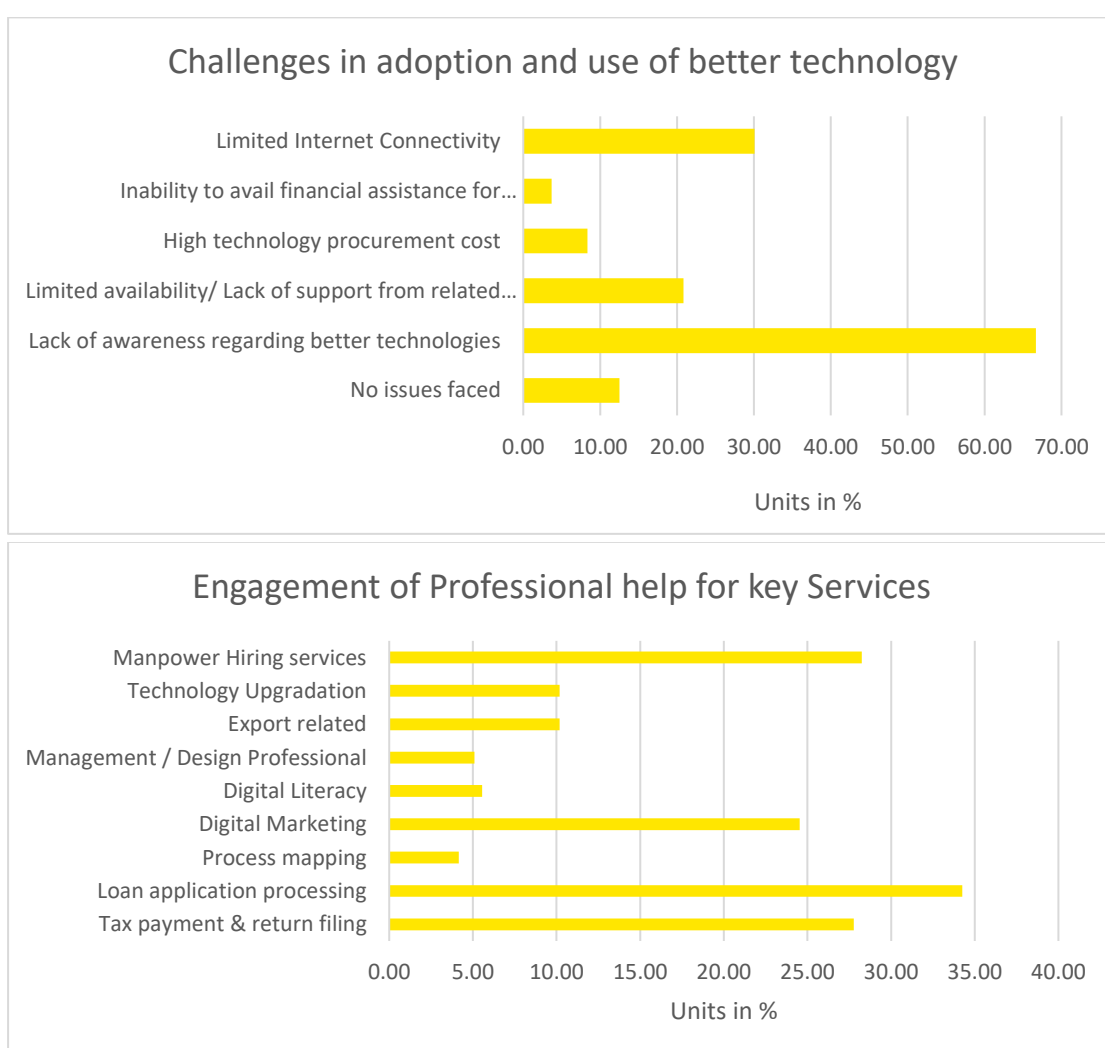 Challenges in adoption and use of better technology
Limited Internet Connectivity
Inability to avail financial assistance for...
High technology procurement cost
Limited availability/ Lack of support from related...
Lack of awareness regarding better technologies
No issues faced
0.00 10.00 20.00 30.00 40.00 50.00 60.00 70.00
Units in %
Engagement of Professional help for key Services
Manpower Hiring services
Technology Upgradation
Export related
Management / Design Professional
Digital Literacy
Digital Marketing
Process mapping
Loan application processing
Tax payment & return filing
0.00 5.00 10.00 15.00 20.00 25.00 30.00 35.00 40.00
Units in %